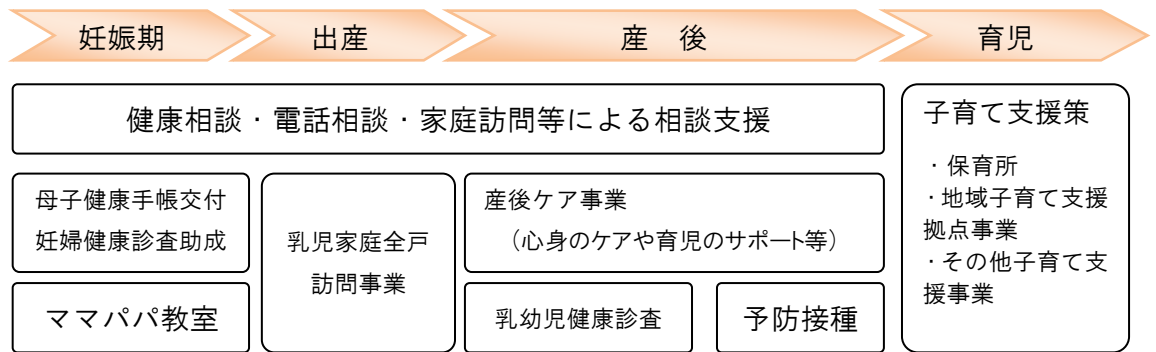 妊娠期
出産
産　後
育児
健康相談・電話相談・家庭訪問等による相談支援
母子健康手帳交付
妊婦健康診査助成
ママパパ教室
乳児家庭全戸
訪問事業
産後ケア事業
（心身のケアや育児のサポート等）
乳幼児健康診査
予防接種
子育て支援策
・保育所
・地域子育て支援
拠点事業
・その他子育て支
援事業